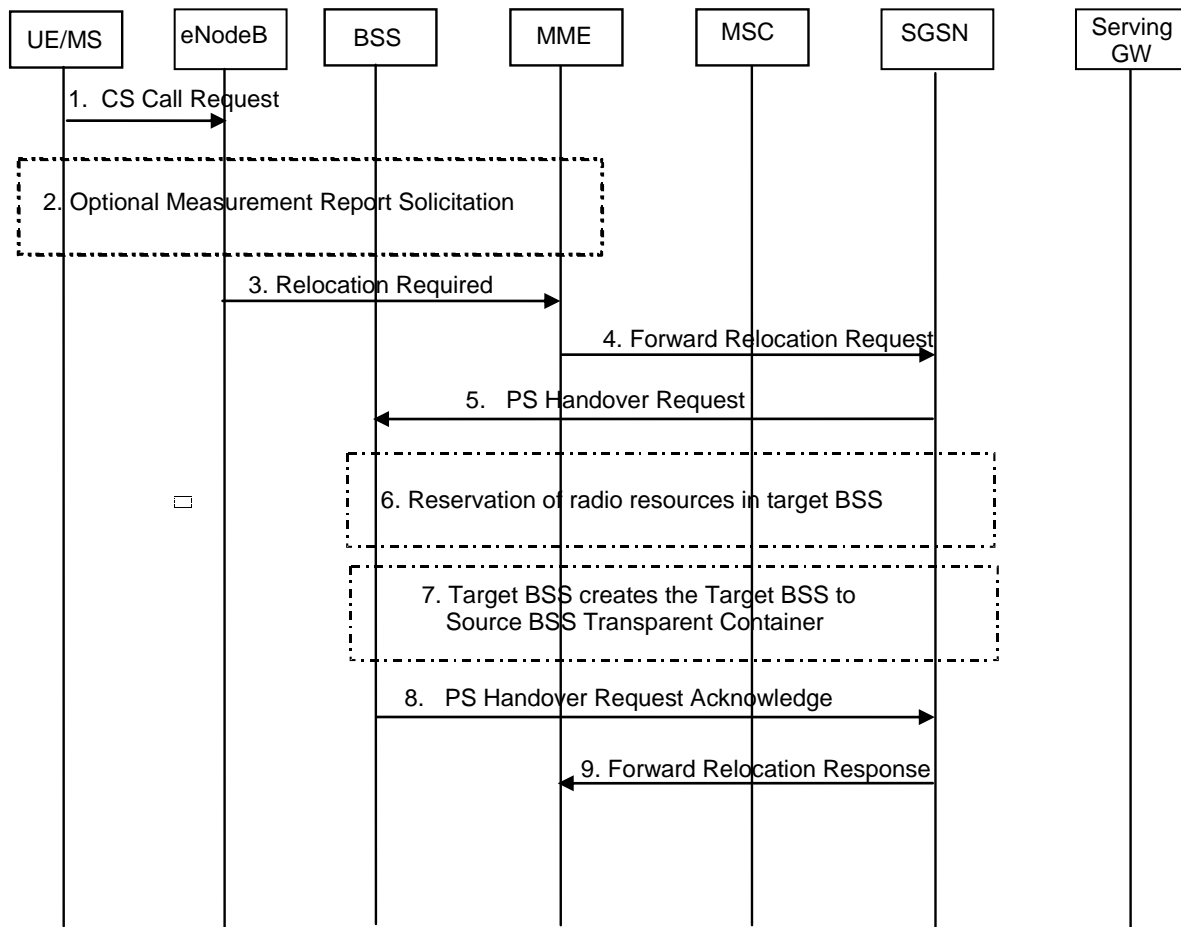 UE/MS
eNodeB
BSS
MME
MSC
SGSN
Serving
GW
1. CS Call Request
2. Optional Measurement Report Solicitation
3. Relocation Required
4. Forward Relocation Request
5. PS Handover Request
6. Reservation of radio resources in target BSS
7. Target BSS creates the Target BSS to
Source BSS Transparent Container
8. PS Handover Request Acknowledge
9. Forward Relocation Response